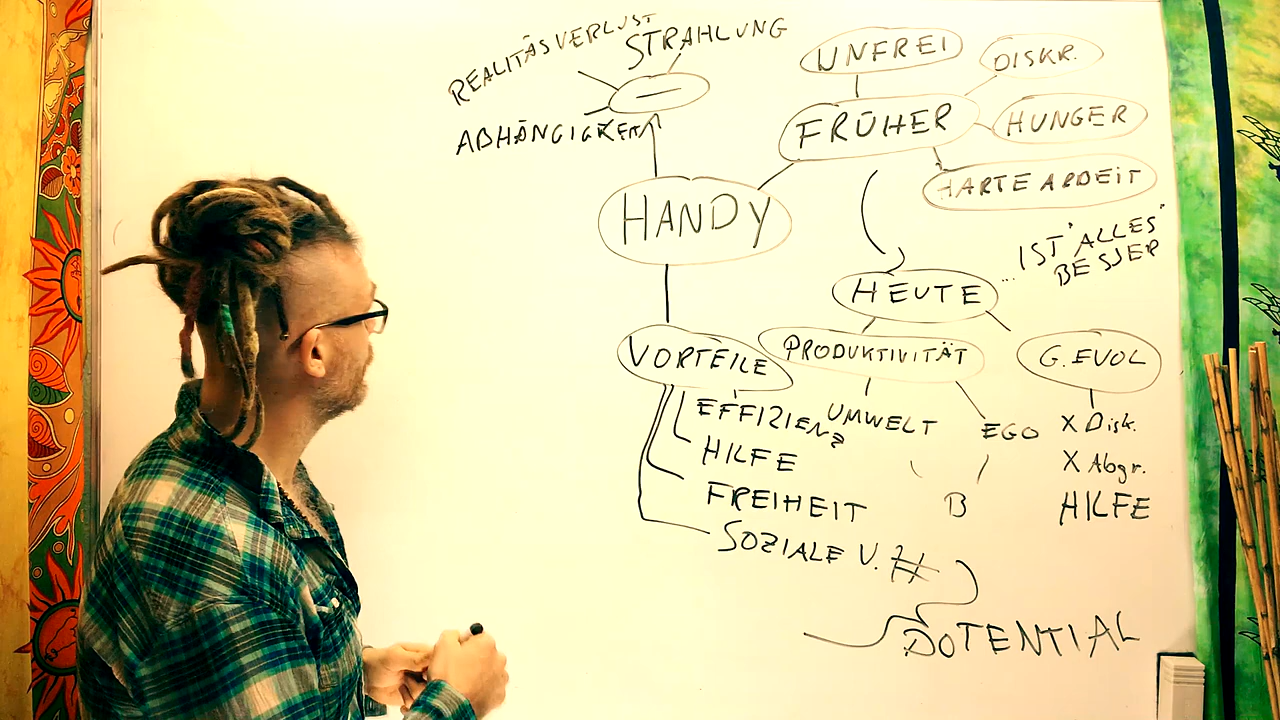 REALITÄSVERLUST
STRAHLUNG
—
ABHÄNGIGKEIT
UNFREI
DISKR.
FRÜHER
HUNGER
HARTE ARBEIT
HANDY
HEUTE
... IST "ALLES"
BESSER
VORTEILE
PRODUKTIVITÄT
G. EVOL
EFFIZIENZ
HILFE
FREIHEIT
SOZIALE V. #
UMWELT
EGO
B
X Disk.
X Abgr.
HILFE
POTENTIAL